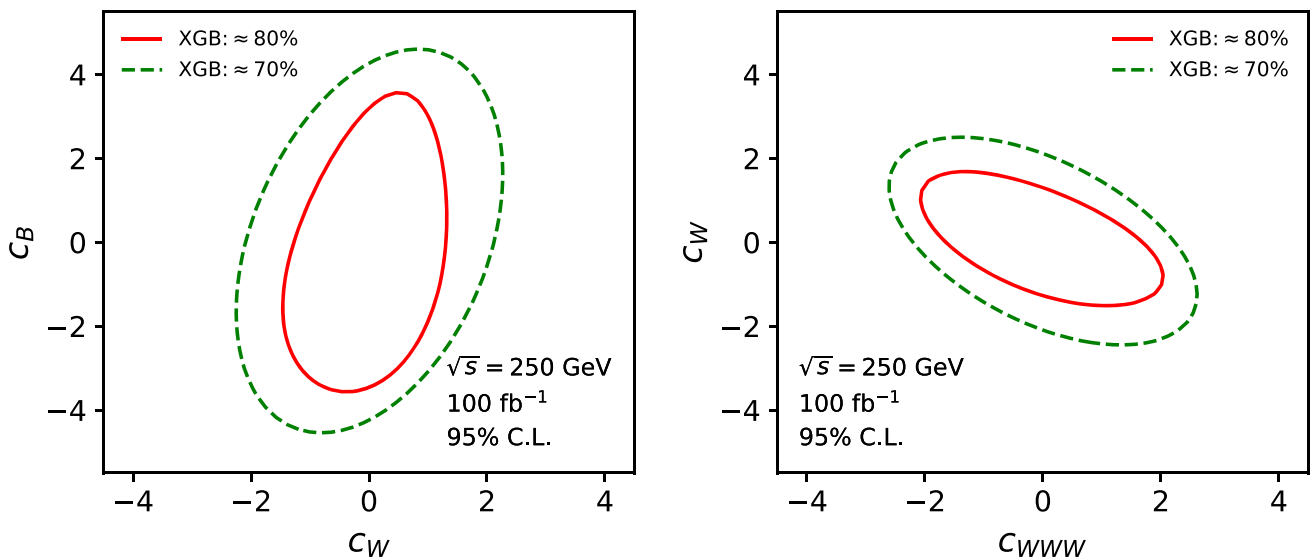 XGB: ≈ 80%
XGB: ≈ 70%
4
2
0
−2
−4
c_B
√s = 250 GeV
100 fb⁻¹
95% C.L.
−4 −2 0 2 4
c_W
XGB: ≈ 80%
XGB: ≈ 70%
4
2
0
−2
−4
c_W
√s = 250 GeV
100 fb⁻¹
95% C.L.
−4 −2 0 2 4
c_WWW